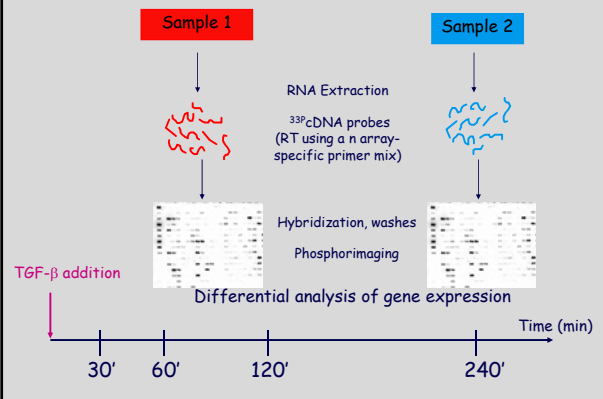 Sample 1
Sample 2
RNA Extraction
33PcDNA probes
(RT using a n array-
specific primer mix)
Hybridization, washes
Phosphorimaging
TGF-β addition
Differential analysis of gene expression
Time (min)
30' 60' 120' 240'